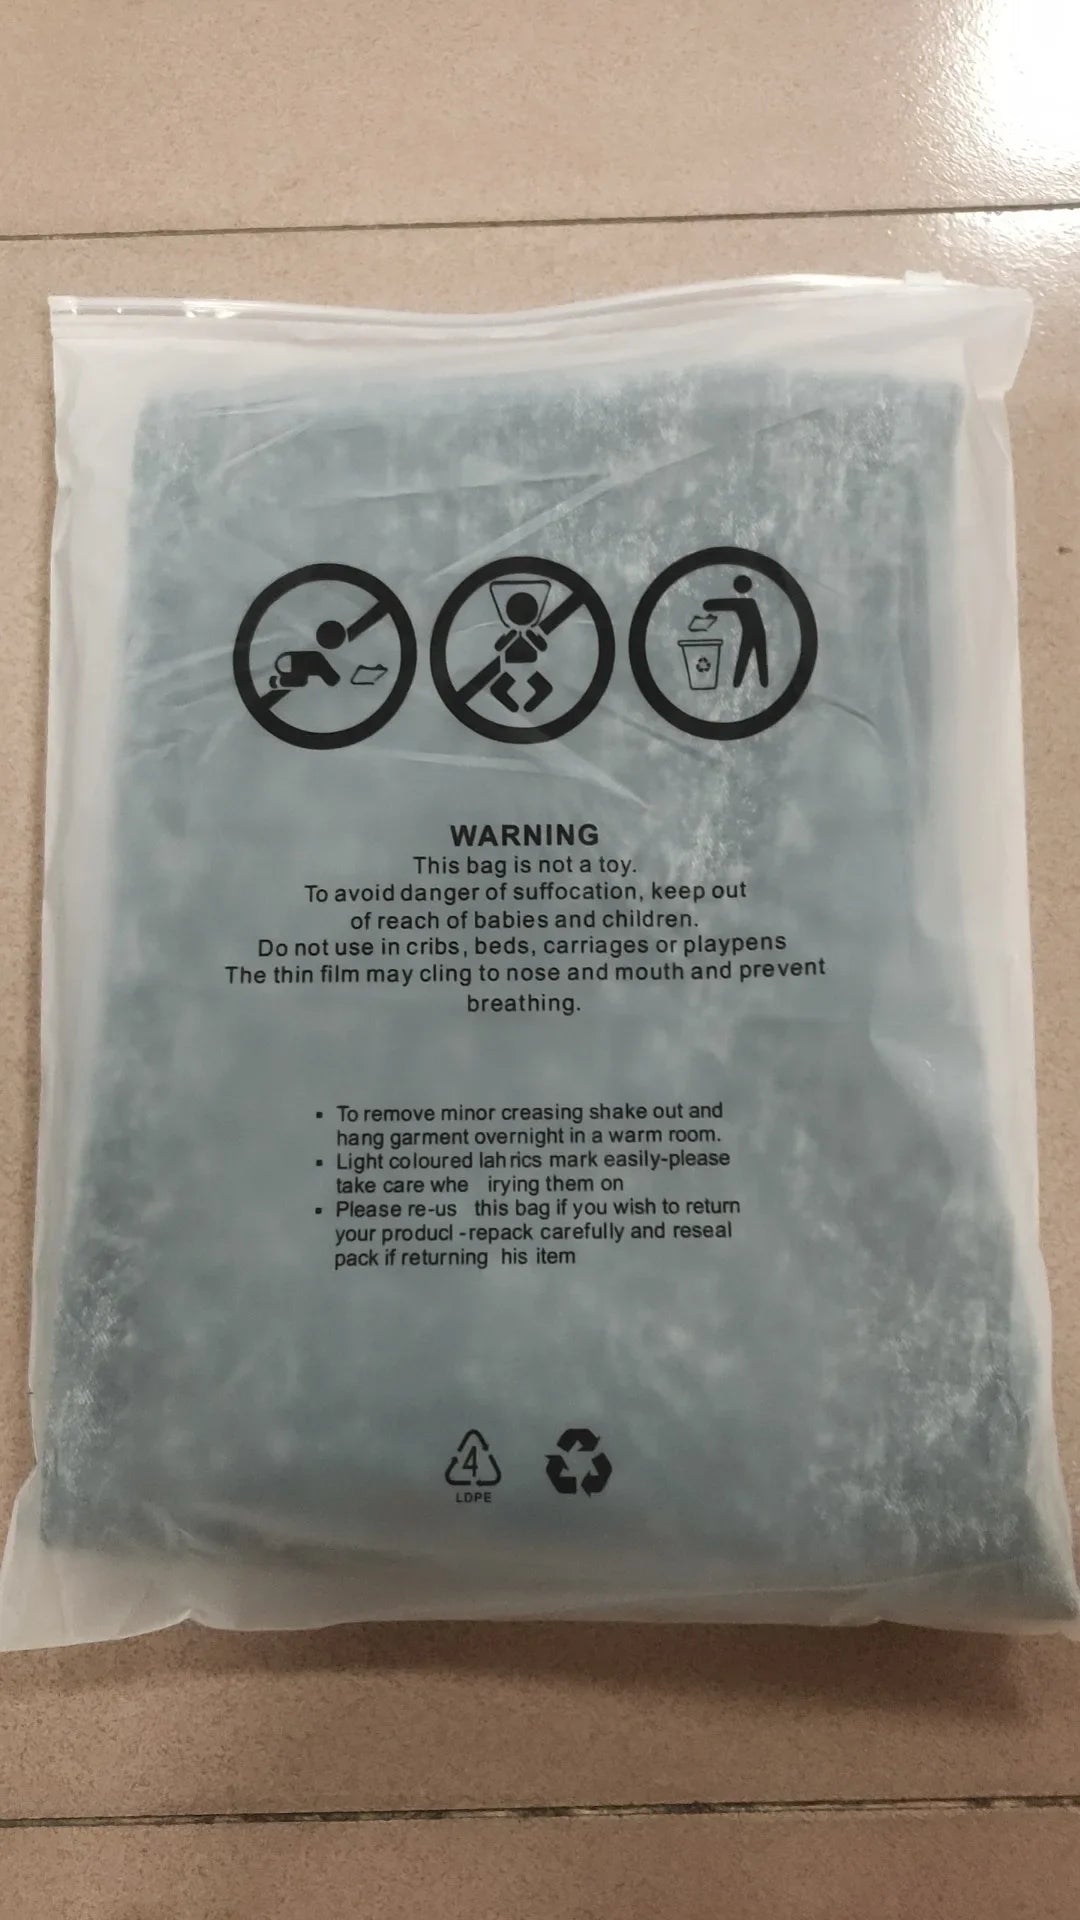 WARNING
This bag is not a toy.
To avoid danger of suffocation, keep out
of reach of babies and children.
Do not use in cribs, beds, carriages or playpens
The thin film may cling to nose and mouth and prevent
breathing.
▪ To remove minor creasing shake out and
hang garment overnight in a warm room.
▪ Light coloured lah rics mark easily-please
take care whe irying them on
▪ Please re-us this bag if you wish to return
your producl -repack carefully and reseal
pack if returning his item
4
LDPE